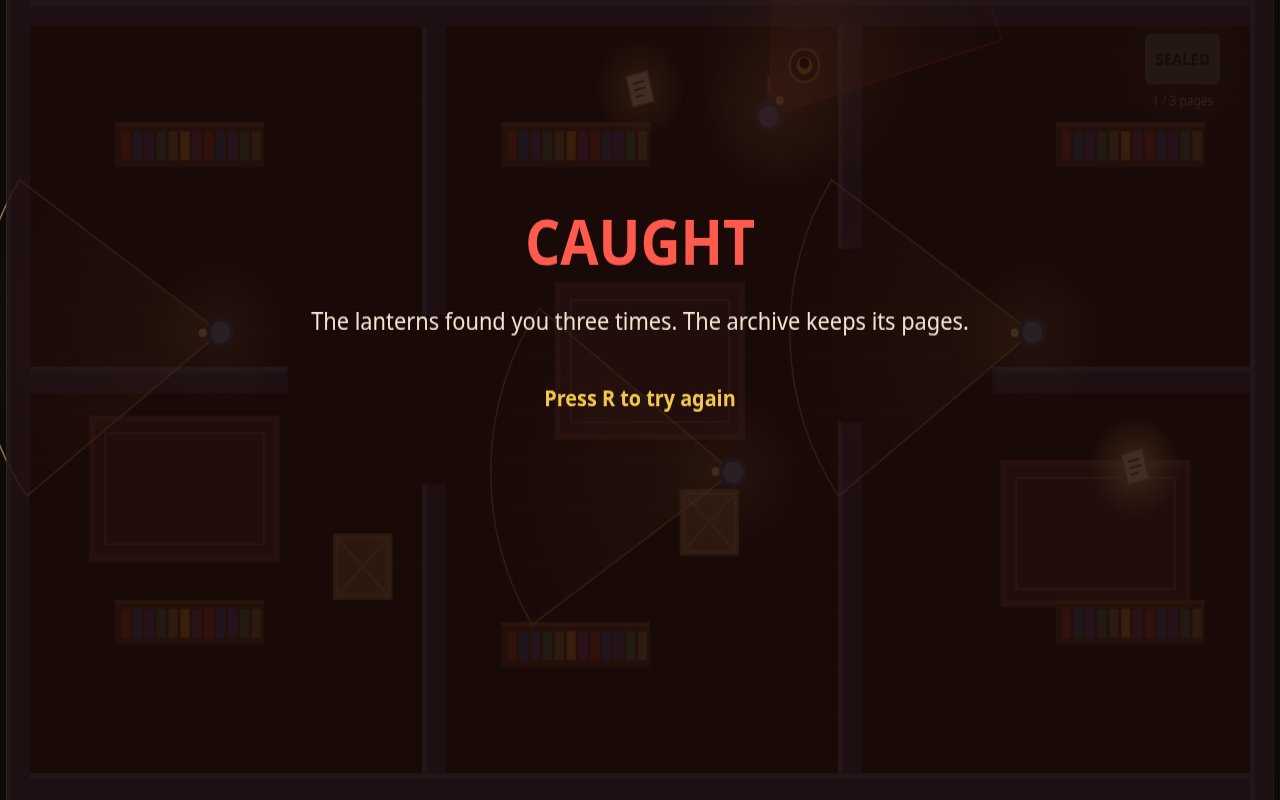 SEALED
1 / 3 pages
CAUGHT
The lanterns found you three times. The archive keeps its pages.
Press R to try again